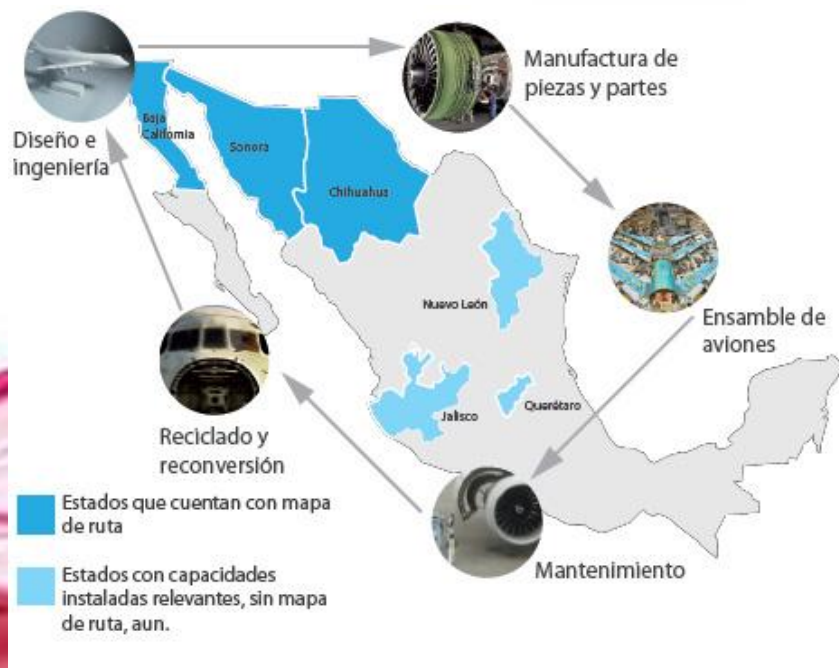 Manufactura de
piezas y partes
Diseño e
ingeniería
Baja
California
Sonora
Chihuahua
Nuevo León
Ensamble de
aviones
Jalisco
Querétaro
Reciclado y
reconversión
Mantenimiento
Estados que cuentan con mapa
de ruta
Estados con capacidades
instaladas relevantes, sin mapa
de ruta, aun.